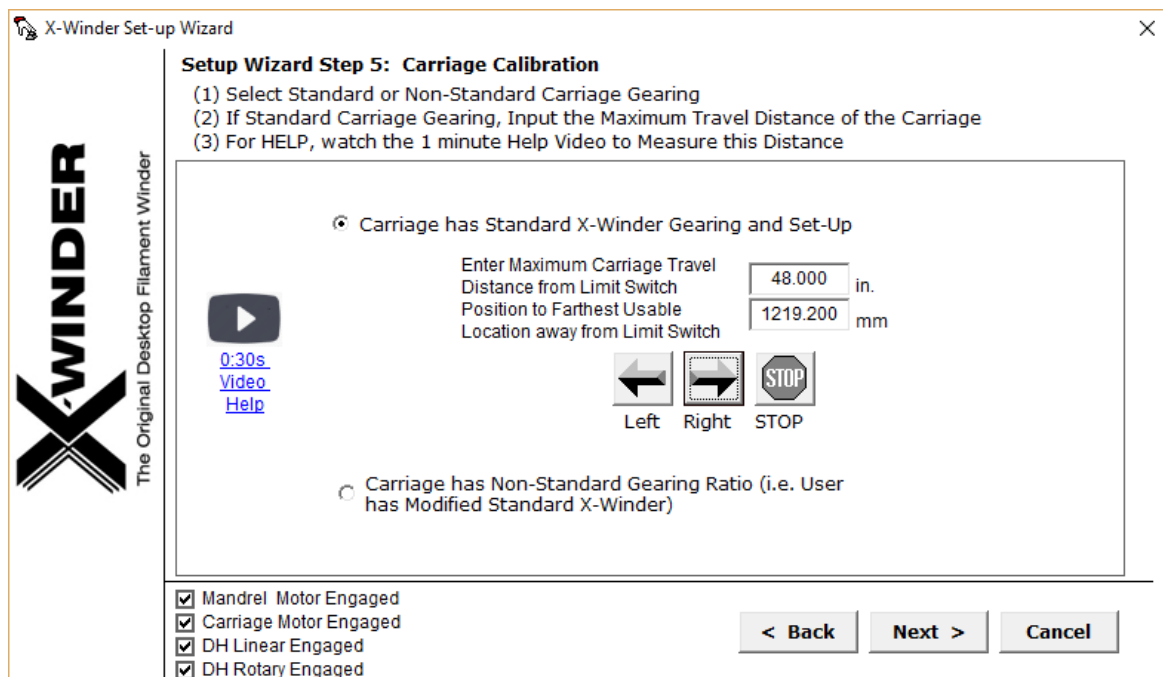 X-Winder Set-up Wizard
X-WINDER
The Original Desktop Filament Winder
Setup Wizard Step 5: Carriage Calibration
(1) Select Standard or Non-Standard Carriage Gearing
(2) If Standard Carriage Gearing, Input the Maximum Travel Distance of the Carriage
(3) For HELP, watch the 1 minute Help Video to Measure this Distance
Carriage has Standard X-Winder Gearing and Set-Up
Enter Maximum Carriage Travel
Distance from Limit Switch
Position to Farthest Usable
Location away from Limit Switch
48.000 in.
1219.200 mm
0:30s
Video
Help
STOP
Left Right STOP
Carriage has Non-Standard Gearing Ratio (i.e. User
has Modified Standard X-Winder)
Mandrel Motor Engaged
Carriage Motor Engaged
DH Linear Engaged
DH Rotary Engaged
< Back Next > Cancel